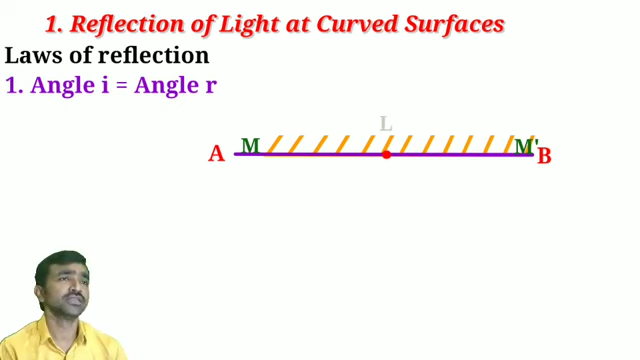 1. Reflection of Light at Curved Surfaces
Laws of reflection
1. Angle i = Angle r
L
A M M' B